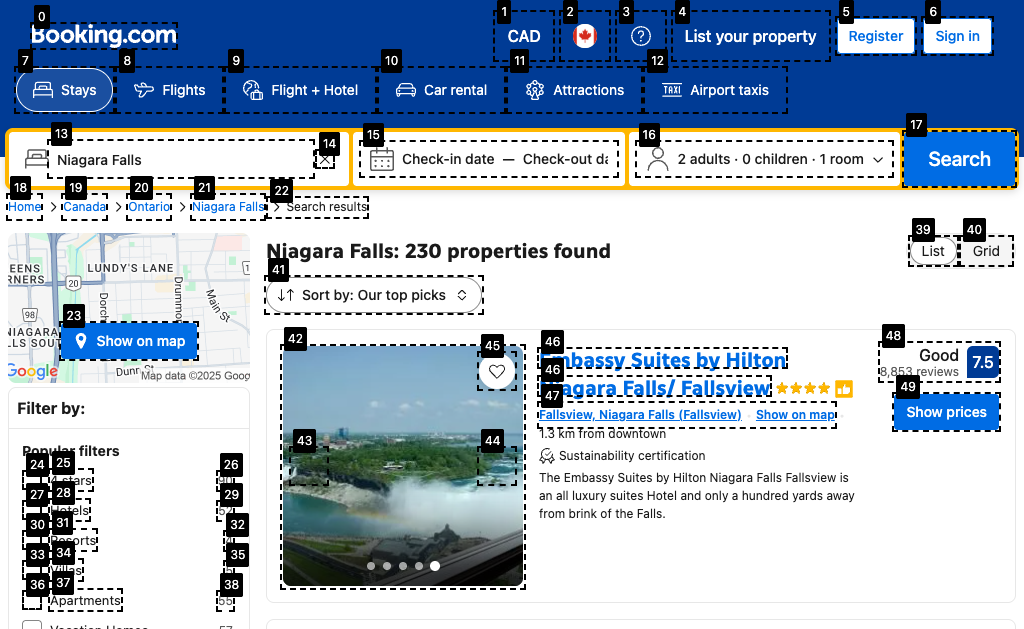 Booking.com
CAD
List your property
Register
Sign in
Stays
Flights
Flight + Hotel
Car rental
Attractions
Airport taxis
Niagara Falls
Check-in date — Check-out da
2 adults · 0 children · 1 room
Search
Home
Canada
Ontario
Niagara Falls
Search results
LUNDY'S LANE
20
98
Main St
Show on map
Google
Map data ©2025 Goog
Filter by:
Popular filters
4 stars
Hotels
Resorts
Villas
Apartments
55
Vacation Homes
57
Niagara Falls: 230 properties found
List
Grid
Sort by: Our top picks
Embassy Suites by Hilton
Niagara Falls/ Fallsview
Fallsview, Niagara Falls (Fallsview)
Show on map
1.3 km from downtown
Sustainability certification
The Embassy Suites by Hilton Niagara Falls Fallsview is
an all luxury suites Hotel and only a hundred yards away
from brink of the Falls.
Good
8,853 reviews
7.5
Show prices
0
1
2
3
4
5
6
7
8
9
10
11
12
13
14
15
16
17
18
19
20
21
22
23
24
25
26
27
28
29
30
31
32
33
34
35
36
37
38
39
40
41
42
43
44
45
46
46
47
48
49